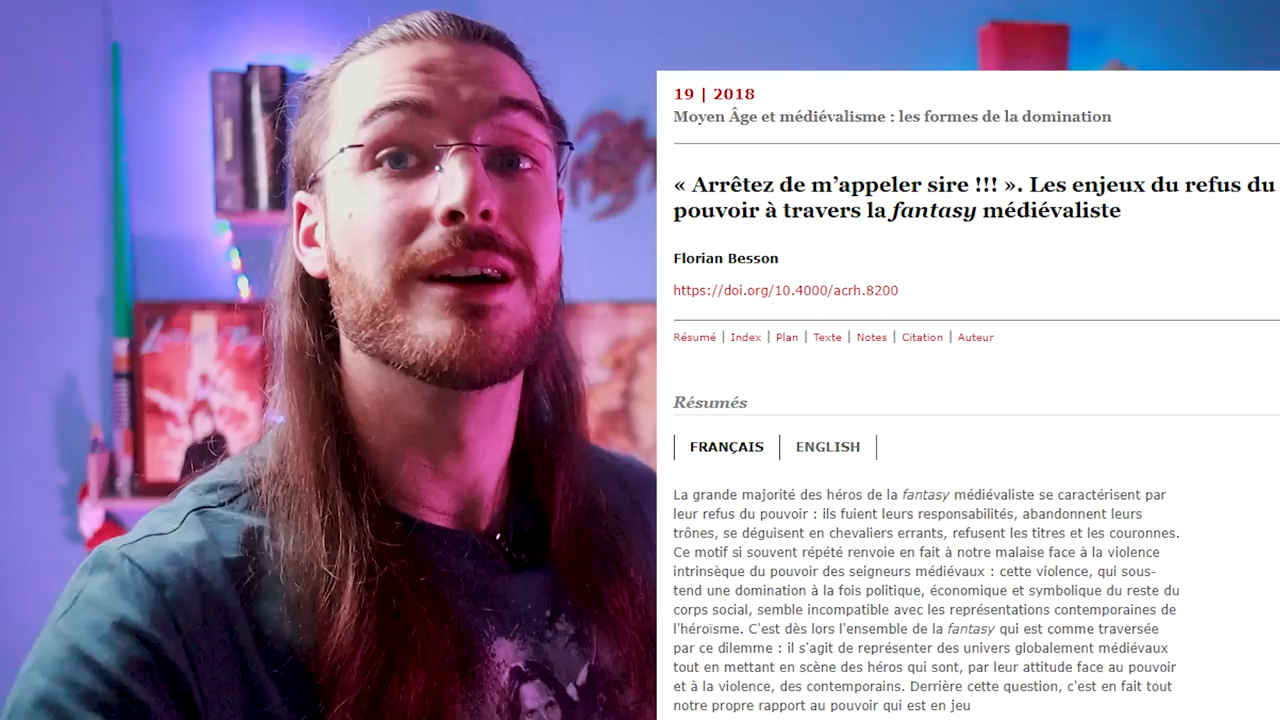 19 | 2018
Moyen Âge et médiévalisme : les formes de la domination
« Arrêtez de m’appeler sire !!! ». Les enjeux du refus du
pouvoir à travers la fantasy médiévaliste
Florian Besson
https://doi.org/10.4000/acrh.8200
Résumé | Index | Plan | Texte | Notes | Citation | Auteur
Résumés
FRANÇAIS | ENGLISH
La grande majorité des héros de la fantasy médiévaliste se caractérisent par
leur refus du pouvoir : ils fuient leurs responsabilités, abandonnent leurs
trônes, se déguisent en chevaliers errants, refusent les titres et les couronnes.
Ce motif si souvent répété renvoie en fait à notre malaise face à la violence
intrinsèque du pouvoir des seigneurs médiévaux : cette violence, qui sous-
tend une domination à la fois politique, économique et symbolique du reste du
corps social, semble incompatible avec les représentations contemporaines de
l'héroïsme. C'est dès lors l'ensemble de la fantasy qui est comme traversée
par ce dilemme : il s'agit de représenter des univers globalement médiévaux
tout en mettant en scène des héros qui sont, par leur attitude face au pouvoir
et à la violence, des contemporains. Derrière cette question, c'est en fait tout
notre propre rapport au pouvoir qui est en jeu